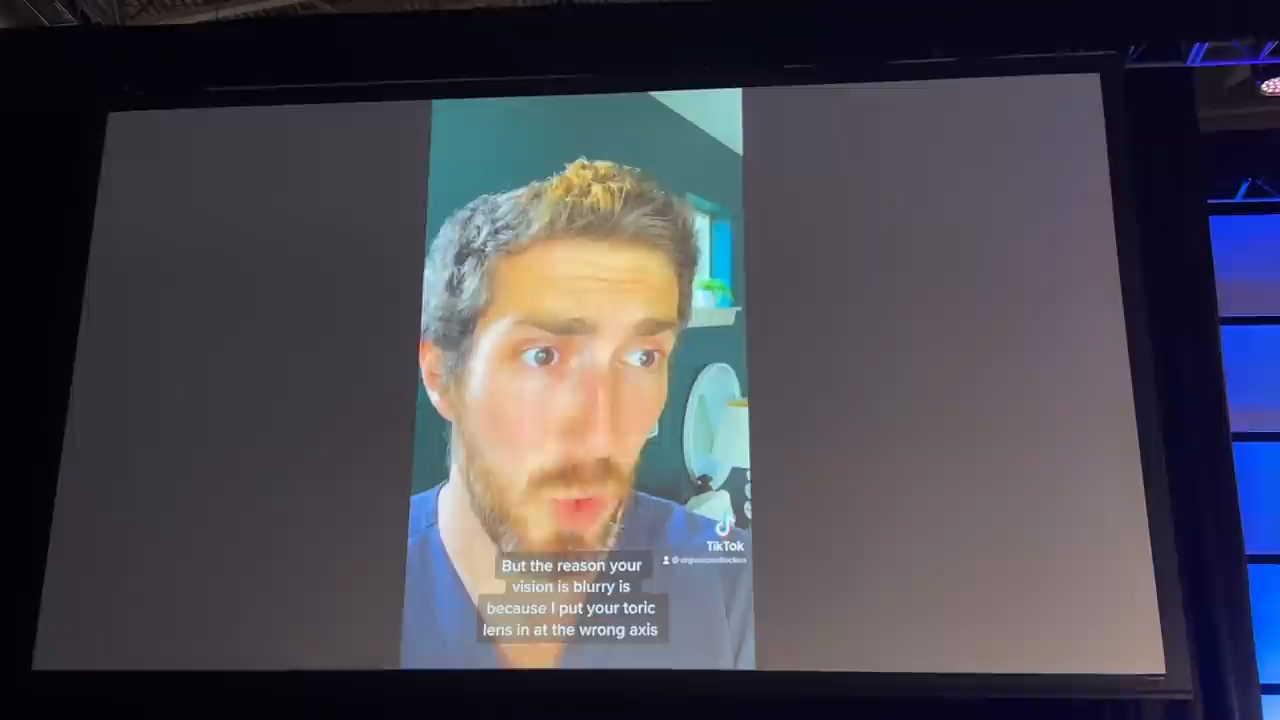 TikTok
But the reason your
vision is blurry is
because I put your toric
lens in at the wrong axis